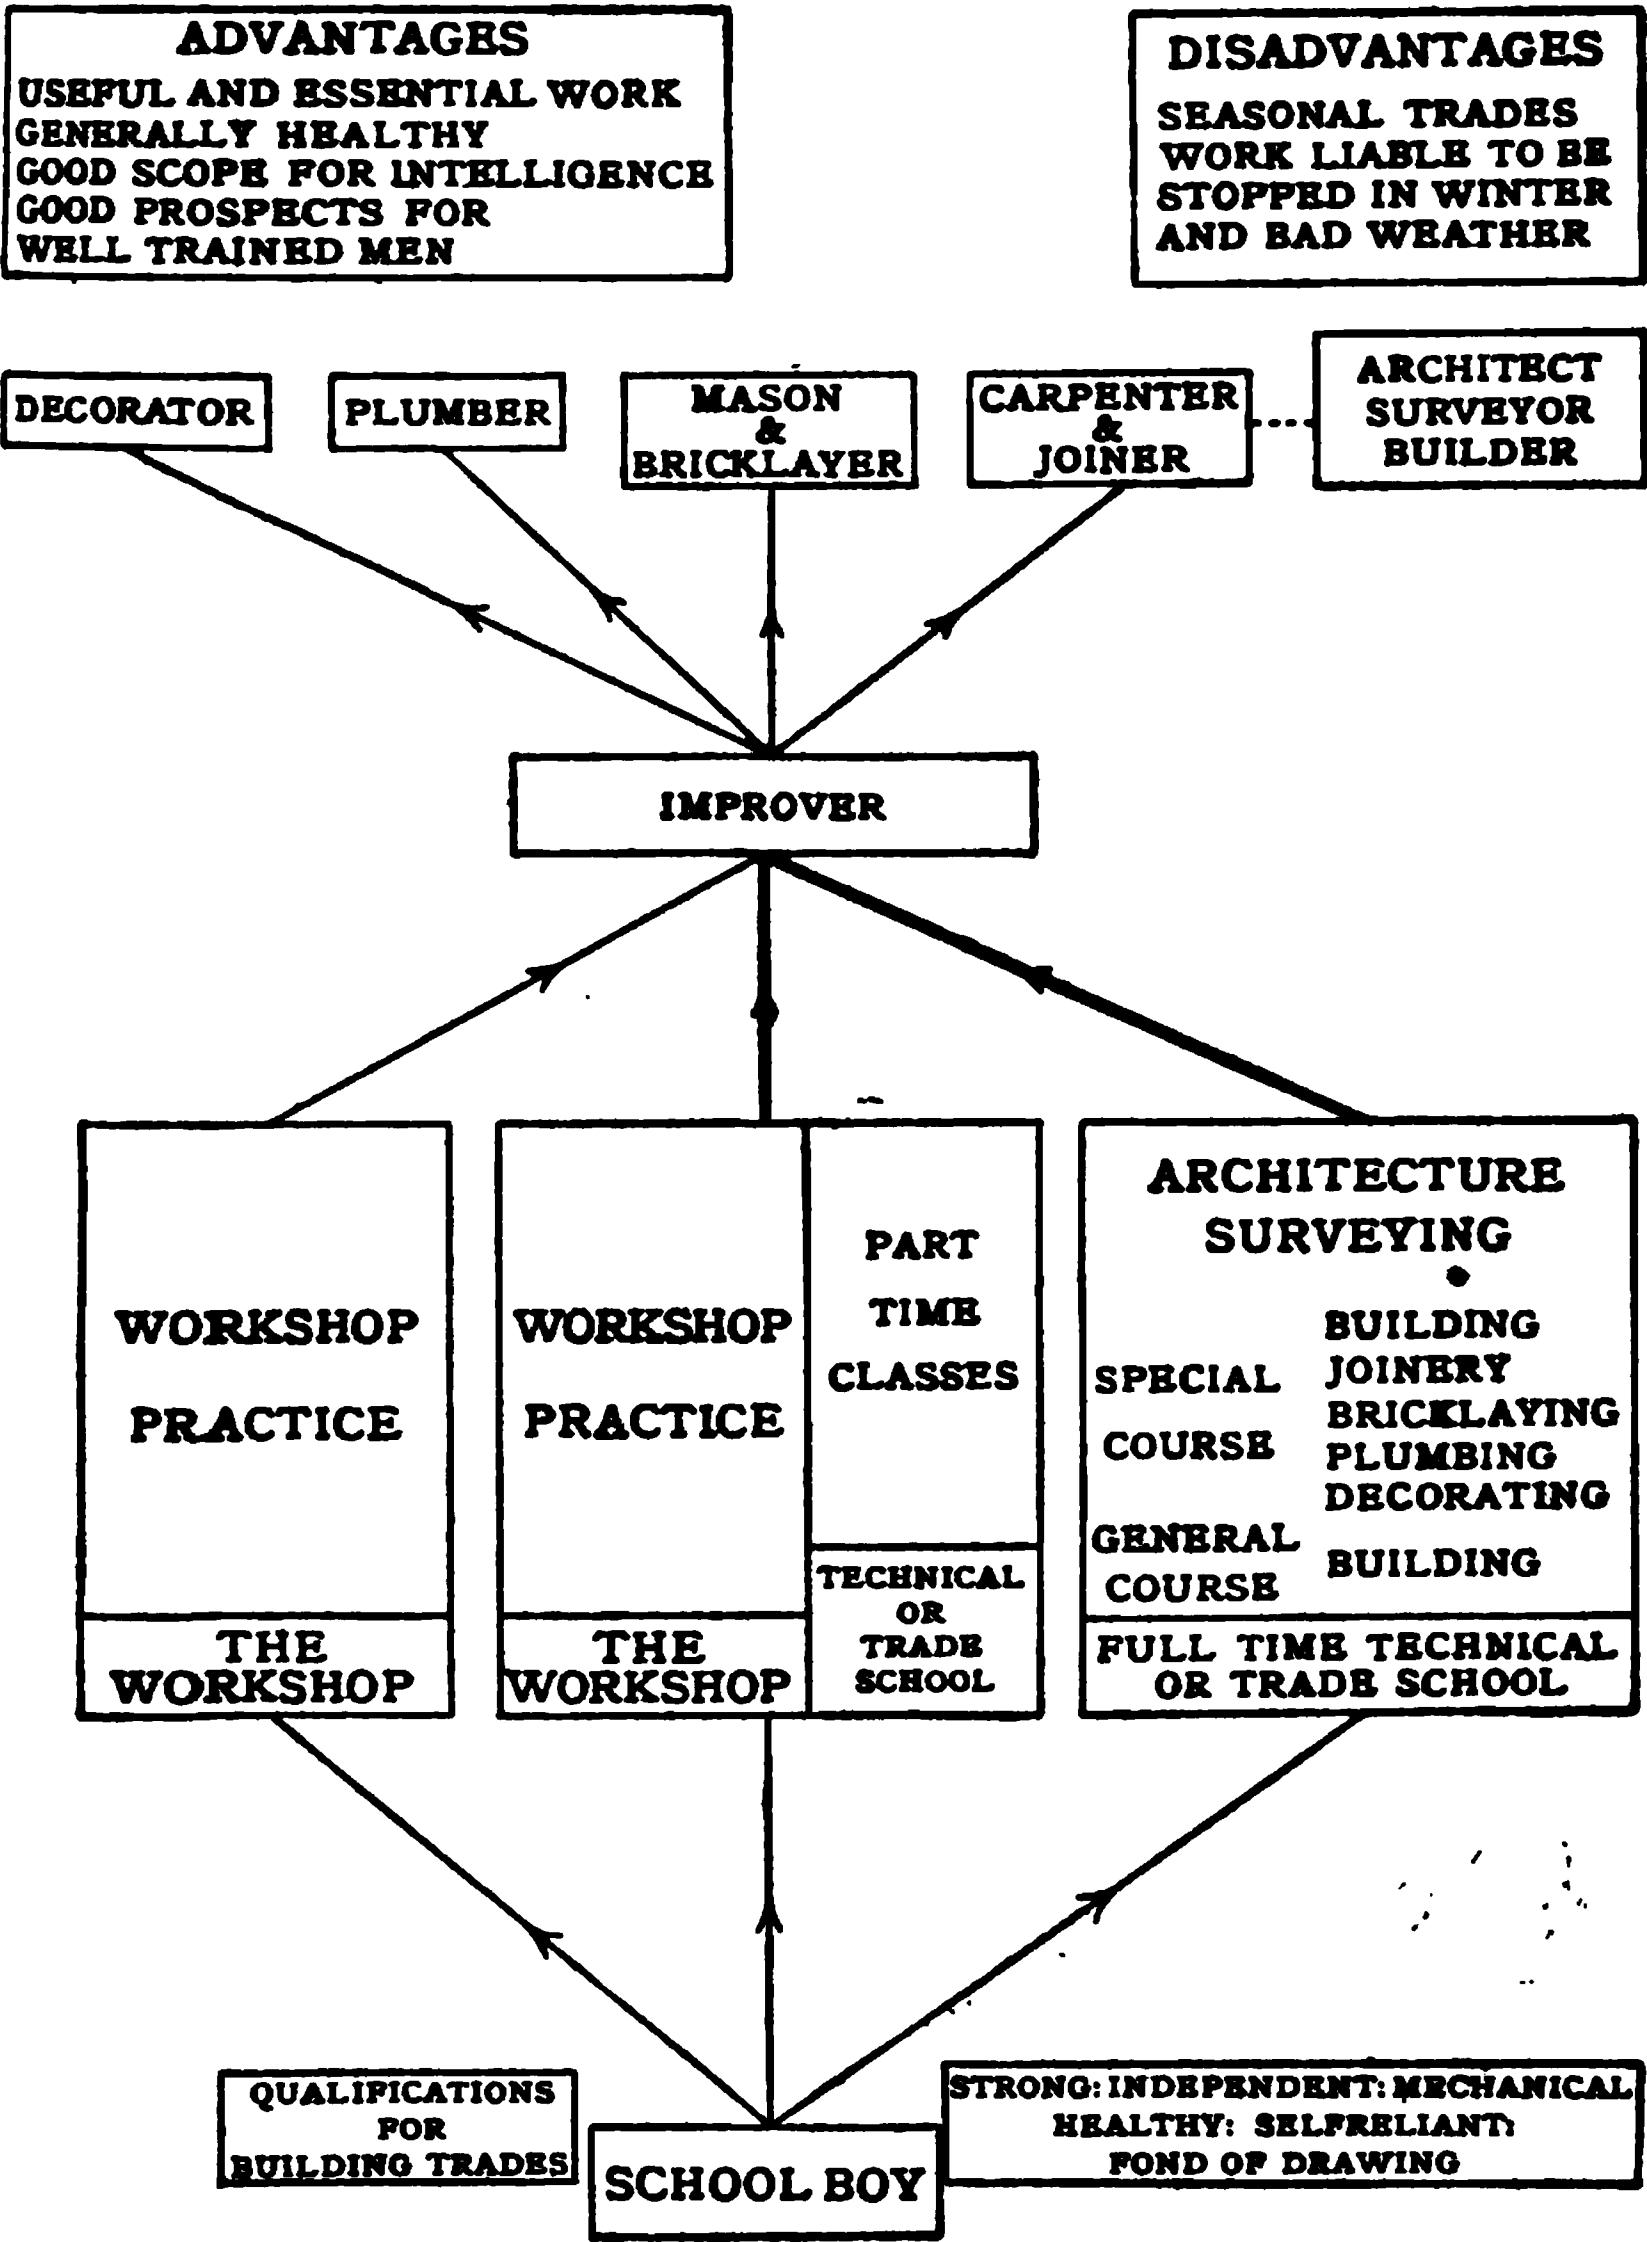 ADVANTAGES
USEFUL AND ESSENTIAL WORK
GENERALLY HEALTHY
GOOD SCOPE FOR INTELLIGENCE
GOOD PROSPECTS FOR
WELL TRAINED MEN
DISADVANTAGES
SEASONAL TRADES
WORK LIABLE TO BE
STOPPED IN WINTER
AND BAD WEATHER
DECORATOR
PLUMBER
MASON
&
BRICKLAYER
CARPENTER
&
JOINER
ARCHITECT
SURVEYOR
BUILDER
IMPROVER
WORKSHOP
PRACTICE
THE
WORKSHOP
WORKSHOP
PRACTICE
THE
WORKSHOP
PART
TIME
CLASSES
TECHNICAL
OR
TRADE
SCHOOL
ARCHITECTURE
SURVEYING
SPECIAL
COURSE
BUILDING
JOINERY
BRICKLAYING
PLUMBING
DECORATING
GENERAL
COURSE
BUILDING
FULL TIME TECHNICAL
OR TRADE SCHOOL
QUALIFICATIONS
FOR
BUILDING TRADES
SCHOOL BOY
STRONG: INDEPENDENT: MECHANICAL
HEALTHY: SELFRELIANT:
FOND OF DRAWING